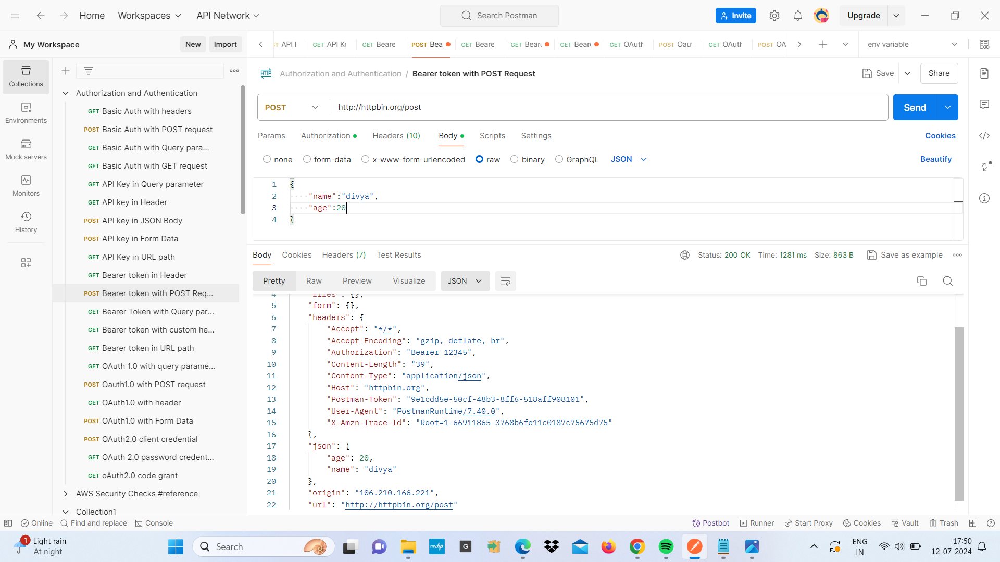 Home
Workspaces
API Network
Search Postman
Invite
Upgrade
My Workspace
New
Import
API
GET API K
GET Beare
POST Bea
GET Beare
GET Bear
GET Bear
GET OAuth
POST Oaut
GET OAuth
POST OA
env variable
Collections
Environments
Mock servers
Monitors
History
Authorization and Authentication
GET Basic Auth with headers
POST Basic Auth with POST request
GET Basic Auth with Query para...
GET Basic Auth with GET request
GET API Key in Query parameter
GET API key in Header
POST API key in JSON Body
POST API key in Form Data
GET API Key in URL path
GET Bearer token in Header
POST Bearer token with POST Req...
GET Bearer Token with Query par...
GET Bearer token with custom he...
GET Bearer token in URL path
GET OAuth 1.0 with query parame...
POST Oauth1.0 with POST request
GET OAuth1.0 with header
POST OAuth1.0 with Form Data
POST OAuth2.0 client credential
GET OAuth 2.0 password credent...
GET oAuth2.0 code grant
AWS Security Checks #reference
Collection1
HTTP Authorization and Authentication / Bearer token with POST Request
Save
Share
POST
http://httpbin.org/post
Send
Params
Authorization
Headers (10)
Body
Scripts
Settings
Cookies
none
form-data
x-www-form-urlencoded
raw
binary
GraphQL
JSON
Beautify
1 {
2 ····"name":"divya",
3 ····"age":20
4 }
Body
Cookies
Headers (7)
Test Results
Status: 200 OK
Time: 1281 ms
Size: 863 B
Save as example
Pretty
Raw
Preview
Visualize
JSON
4 "files": {},
5 "form": {},
6 "headers": {
7 "Accept": "*/*",
8 "Accept-Encoding": "gzip, deflate, br",
9 "Authorization": "Bearer 12345",
10 "Content-Length": "39",
11 "Content-Type": "application/json",
12 "Host": "httpbin.org",
13 "Postman-Token": "9e1cdd5e-50cf-48b3-8ff6-518aff908101",
14 "User-Agent": "PostmanRuntime/7.40.0",
15 "X-Amzn-Trace-Id": "Root=1-66911865-3768b6fe11c0187c75675d75"
16 },
17 "json": {
18 "age": 20,
19 "name": "divya"
20 },
21 "origin": "106.210.166.221",
22 "url": "http://httpbin.org/post"
Online
Find and replace
Console
Postbot
Runner
Start Proxy
Cookies
Vault
Trash
1
Light rain
At night
Search
myhp
G
ENG
IN
17:50
12-07-2024